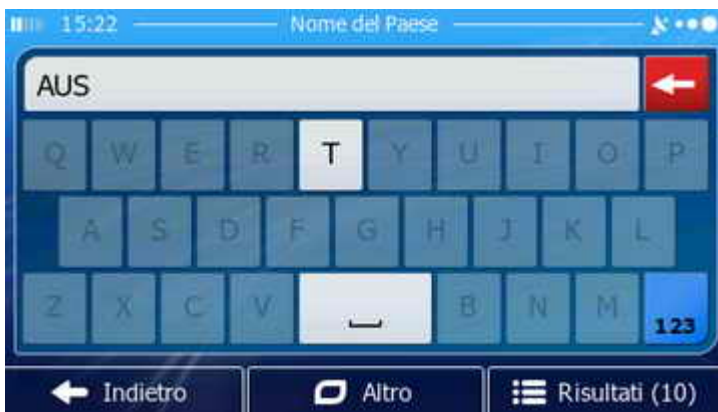 15:22 Nome del Paese
AUS
Q W E R T Y U I O P
A S D F G H J K L
Z X C V B N M 123
Indietro Altro Risultati (10)